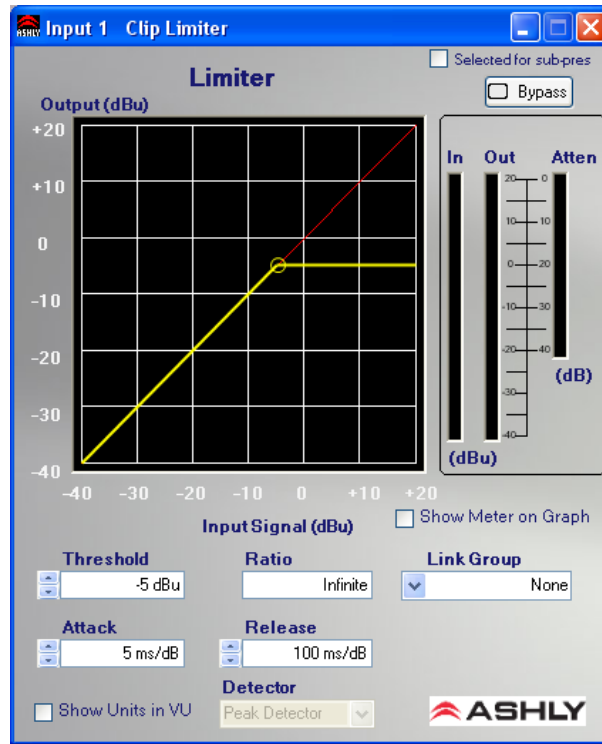 ASHLY Input 1 Clip Limiter
Selected for sub-pres
Limiter
Bypass
Output (dBu)
+20
+10
0
-10
-20
-30
-40
-40 -30 -20 -10 0 +10 +20
Input Signal (dBu)
In Out Atten
20 0
10 10
0 20
-10 30
-20 40
-30
-40
(dB)
(dBu)
Show Meter on Graph
Threshold Ratio Link Group
-5 dBu Infinite None
Attack Release
5 ms/dB 100 ms/dB
Detector
Show Units in VU Peak Detector
ASHLY